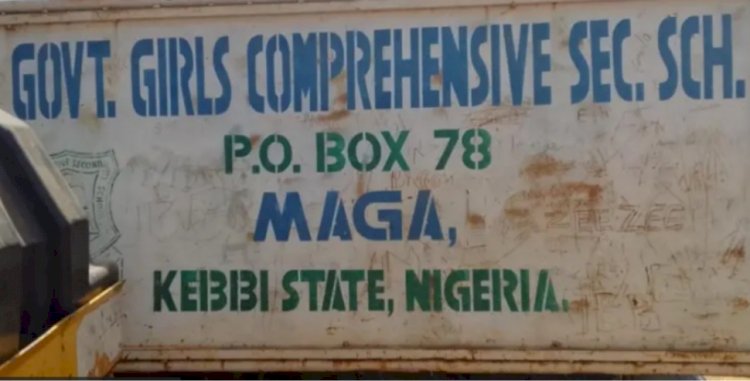 GOVT. GIRLS COMPREHENSIVE SEC. SCH.
P.O. BOX 78
MAGA,
KEBBI STATE, NIGERIA.